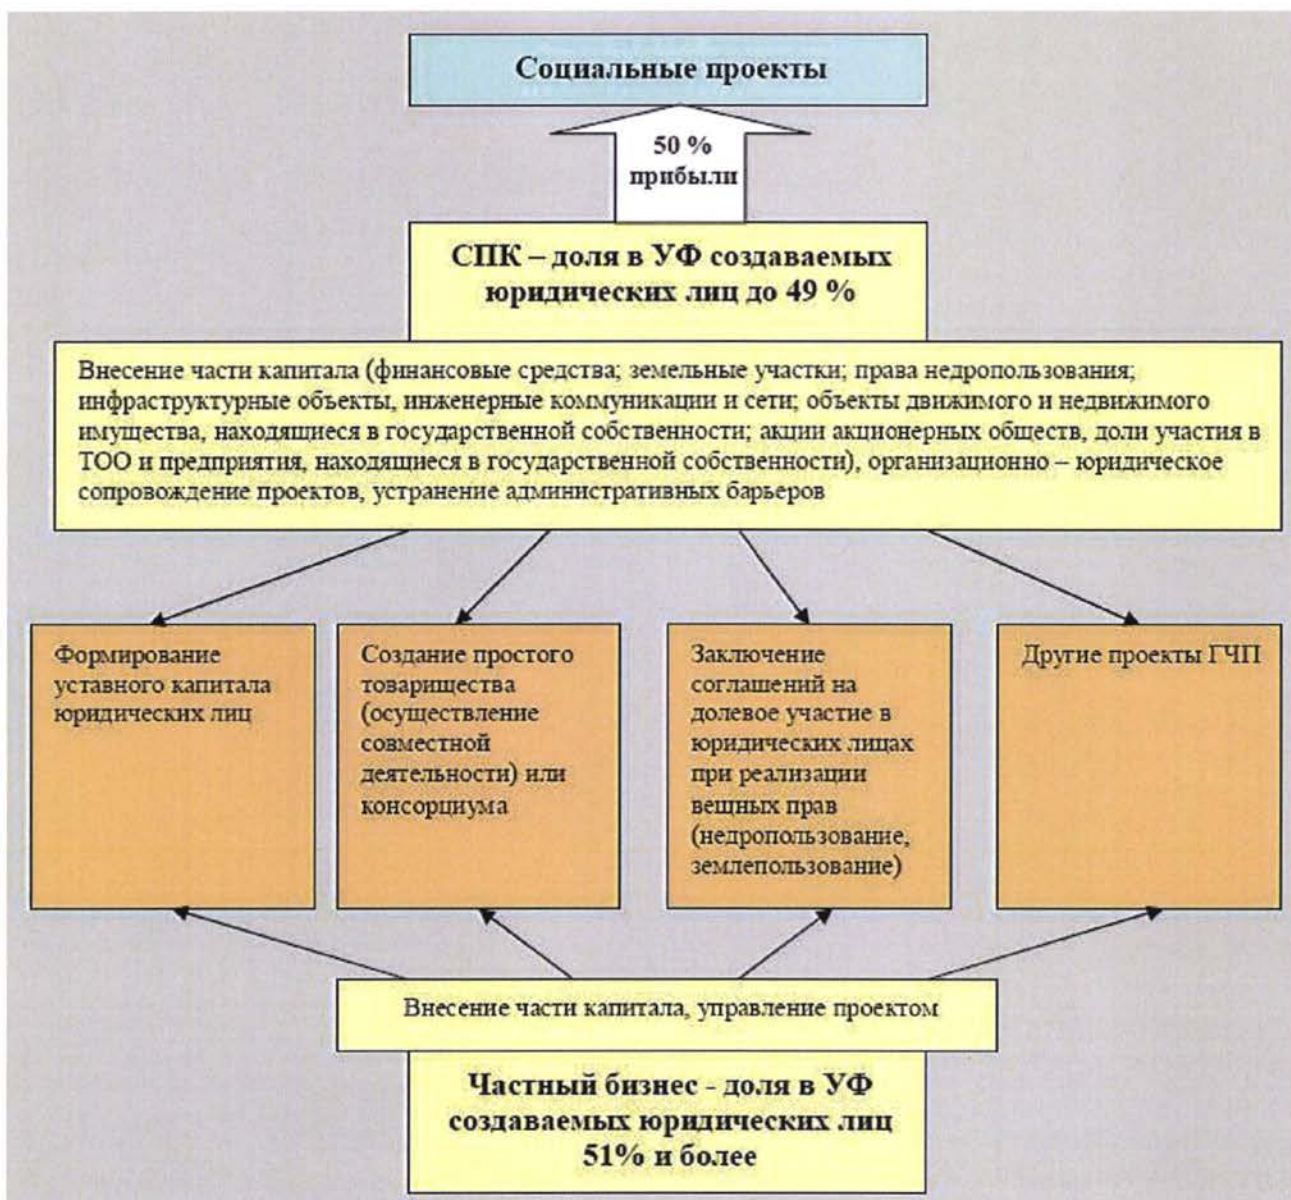 Социальные проекты
50 %
прибыли
СПК – доля в УФ создаваемых
юридических лиц до 49 %
Внесение части капитала (финансовые средства; земельные участки; права недропользования;
инфраструктурные объекты, инженерные коммуникации и сети; объекты движимого и недвижимого
имущества, находящиеся в государственной собственности; акции акционерных обществ, доли участия в
ТОО и предприятия, находящиеся в государственной собственности), организационно – юридическое
сопровождение проектов, устранение административных барьеров
Формирование
уставного капитала
юридических лиц
Создание простого
товарищества
(осуществление
совместной
деятельности) или
консорциума
Заключение
соглашений на
долевое участие в
юридических лицах
при реализации
вещных прав
(недропользование,
землепользование)
Другие проекты ГЧП
Внесение части капитала, управление проектом
Частный бизнес - доля в УФ
создаваемых юридических лиц
51% и более